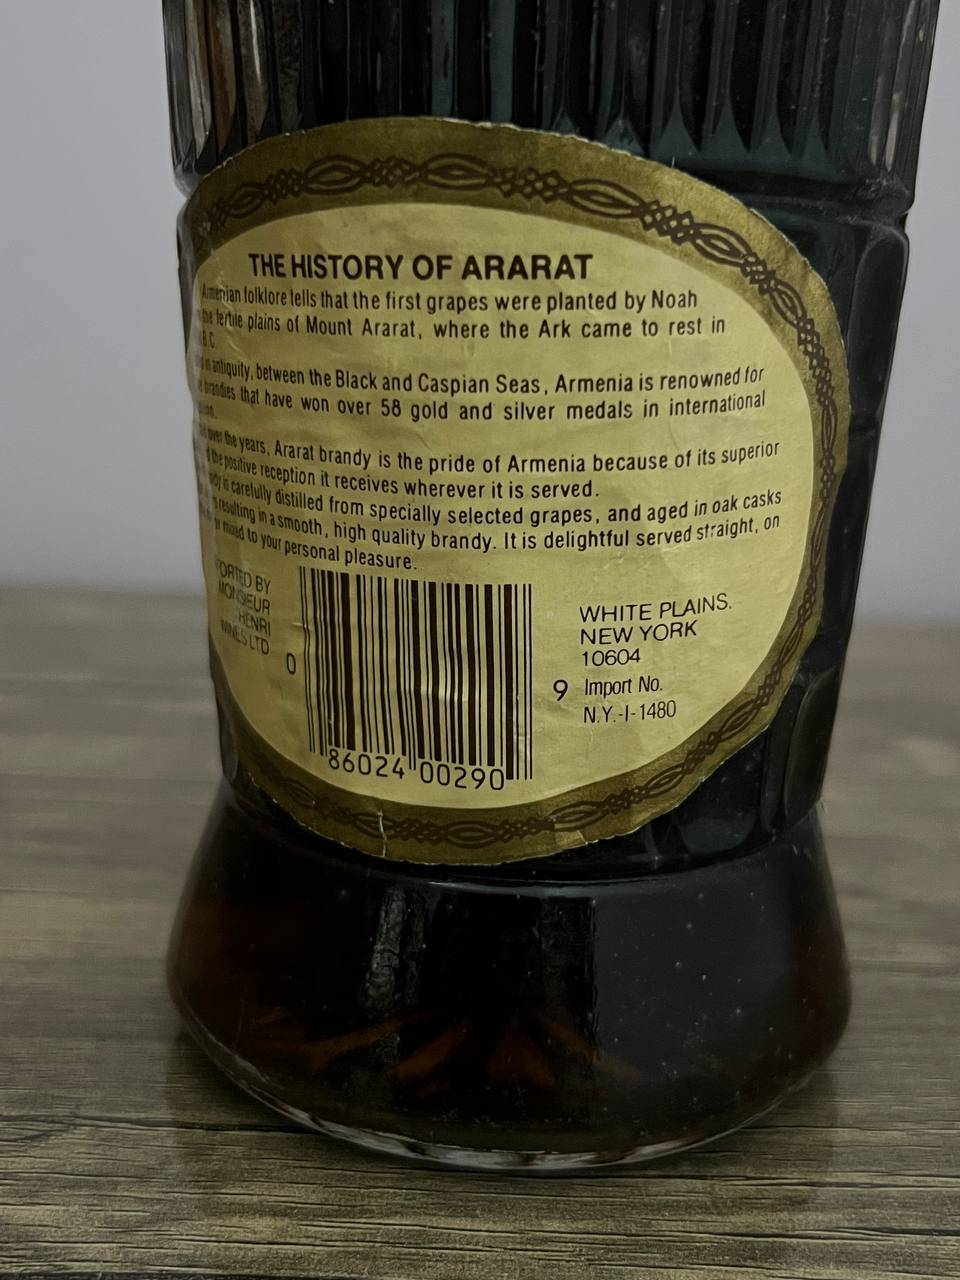 THE HISTORY OF ARARAT
Armenian folklore tells that the first grapes were planted by Noah
the fertile plains of Mount Ararat, where the Ark came to rest in
B.C.
in antiquity, between the Black and Caspian Seas, Armenia is renowned for
brandies that have won over 58 gold and silver medals in international
over the years, Ararat brandy is the pride of Armenia because of its superior
the positive reception it receives wherever it is served.
is carefully distilled from specially selected grapes, and aged in oak casks
resulting in a smooth, high quality brandy. It is delightful served straight, on
or mixed to your personal pleasure.
ORTED BY
MONSIEUR
HENRI
WINES LTD
0
86024 00290
9
WHITE PLAINS.
NEW YORK
10604
Import No.
N.Y.-I-1480